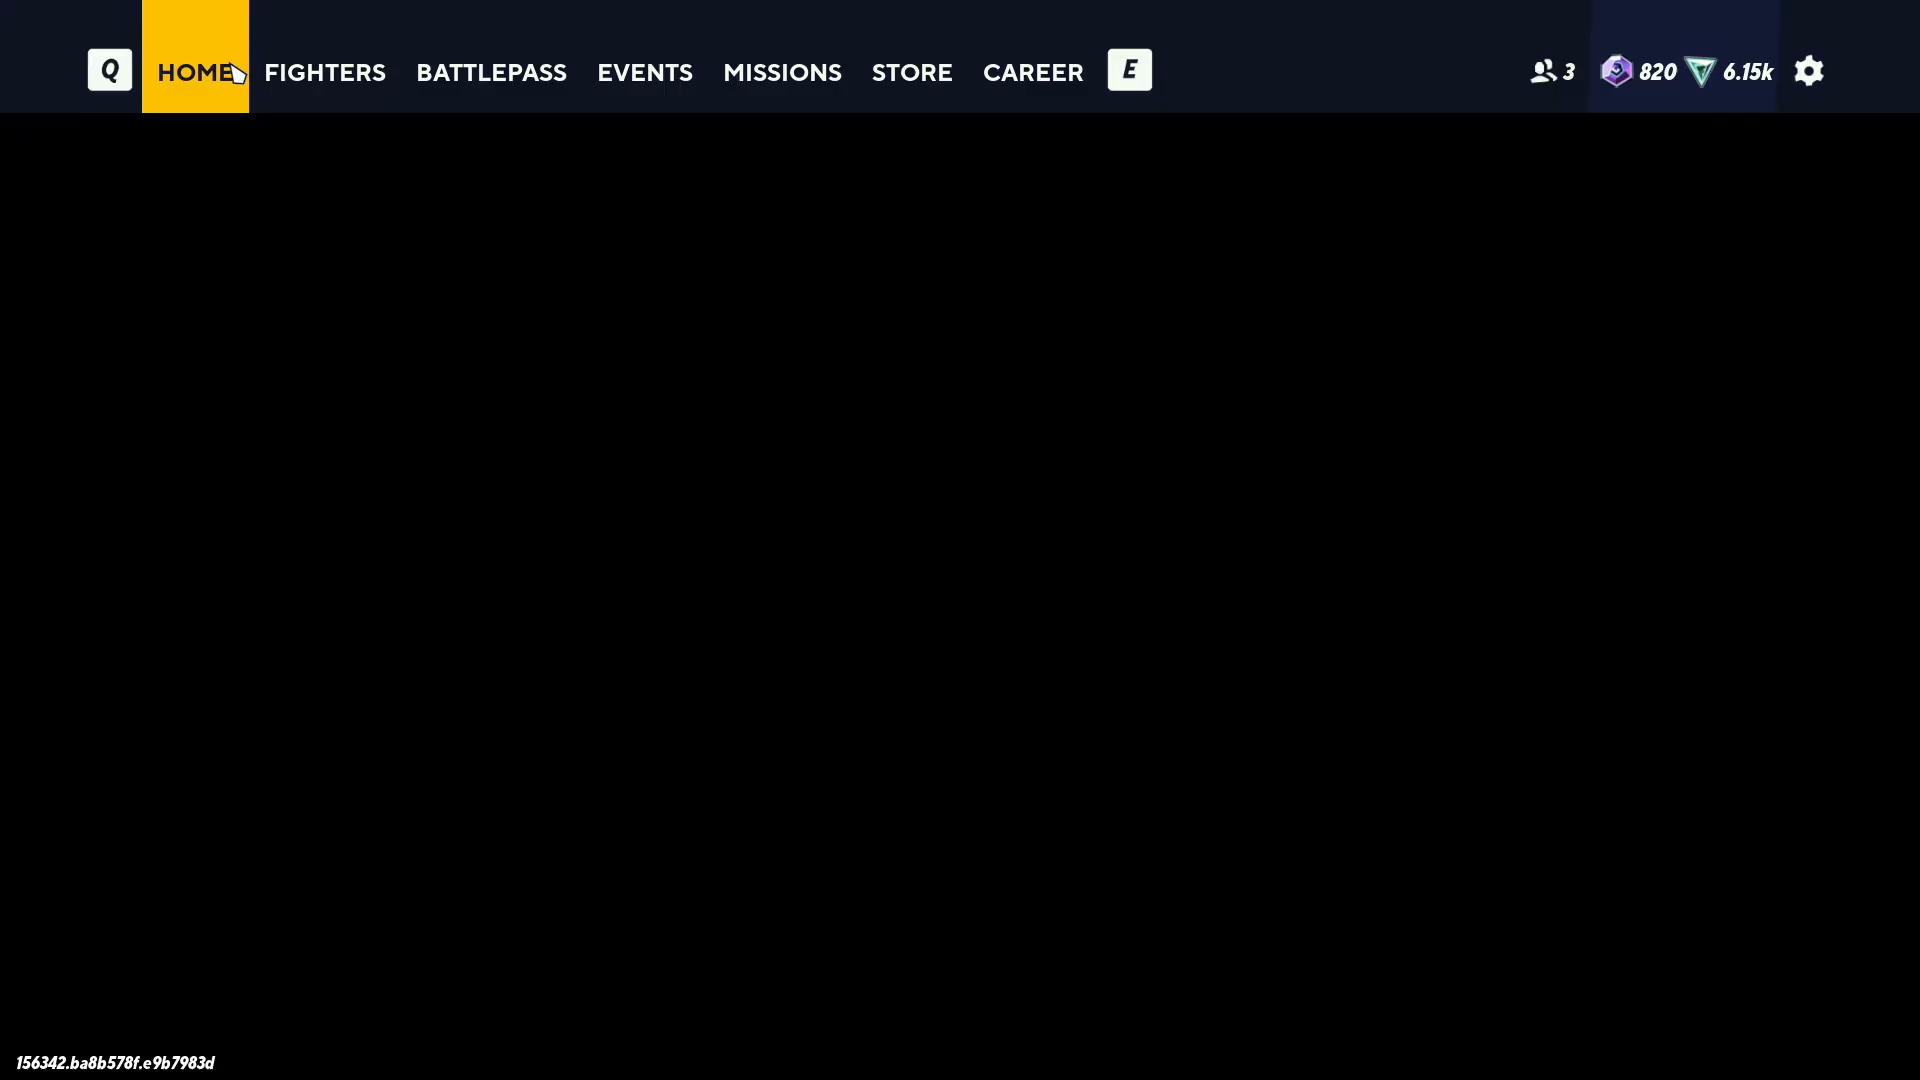 Q HOME FIGHTERS BATTLEPASS EVENTS MISSIONS STORE CAREER E 3 820 6.15k
156342.ba8b578f.e9b7983d